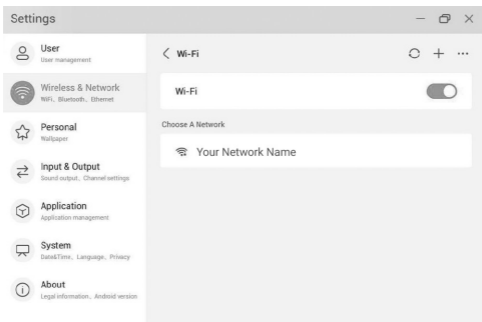 Settings
User
User management
Wireless & Network
WiFi、Bluetooth、Ethernet
Personal
Wallpaper
Input & Output
Sound output、Channel settings
Application
Application management
System
Date&Time、Language、Privacy
About
Legal information、Android version
Wi-Fi
Wi-Fi
Choose A Network
Your Network Name